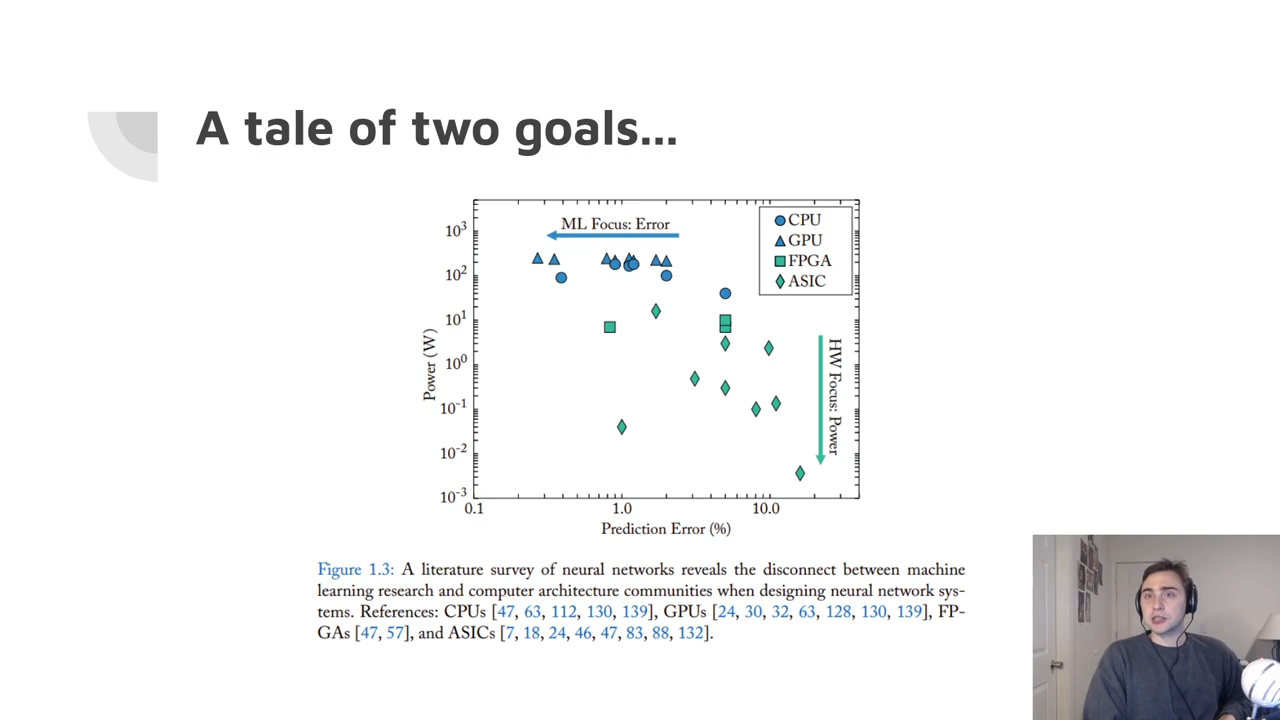 A tale of two goals...
ML Focus: Error
CPU
GPU
FPGA
ASIC
HW Focus: Power
Power (W)
10³
10²
10¹
10⁰
10⁻¹
10⁻²
10⁻³
0.1
1.0
10.0
Prediction Error (%)
Figure 1.3: A literature survey of neural networks reveals the disconnect between machine
learning research and computer architecture communities when designing neural network sys-
tems. References: CPUs [47, 63, 112, 130, 139], GPUs [24, 30, 32, 63, 128, 130, 139], FP-
GAs [47, 57], and ASICs [7, 18, 24, 46, 47, 83, 88, 132].